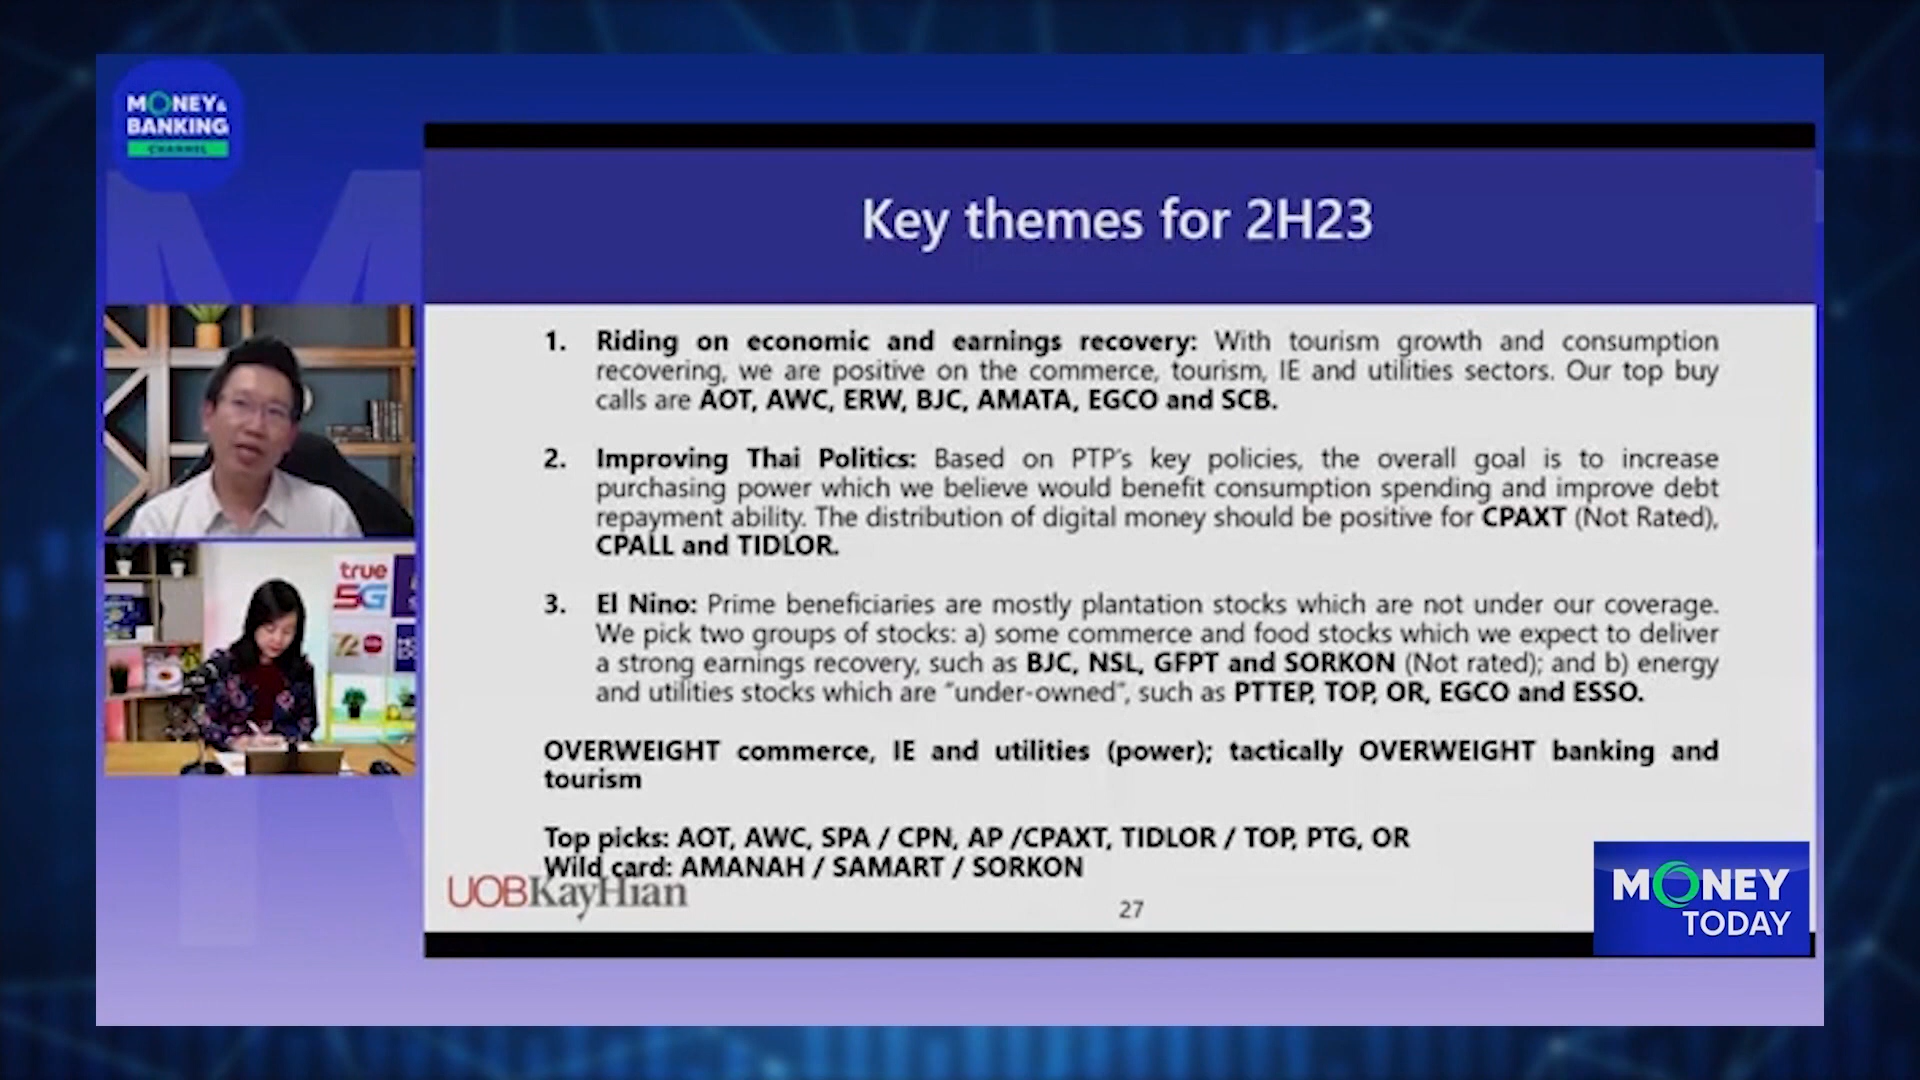 MONEY&
BANKING
CHANNEL
Key themes for 2H23
1. Riding on economic and earnings recovery: With tourism growth and consumption
recovering, we are positive on the commerce, tourism, IE and utilities sectors. Our top buy
calls are AOT, AWC, ERW, BJC, AMATA, EGCO and SCB.
2. Improving Thai Politics: Based on PTP's key policies, the overall goal is to increase
purchasing power which we believe would benefit consumption spending and improve debt
repayment ability. The distribution of digital money should be positive for CPAXT (Not Rated),
CPALL and TIDLOR.
3. El Nino: Prime beneficiaries are mostly plantation stocks which are not under our coverage.
We pick two groups of stocks: a) some commerce and food stocks which we expect to deliver
a strong earnings recovery, such as BJC, NSL, GFPT and SORKON (Not rated); and b) energy
and utilities stocks which are "under-owned", such as PTTEP, TOP, OR, EGCO and ESSO.
OVERWEIGHT commerce, IE and utilities (power); tactically OVERWEIGHT banking and
tourism
Top picks: AOT, AWC, SPA / CPN, AP /CPAXT, TIDLOR / TOP, PTG, OR
Wild card: AMANAH / SAMART / SORKON
UOBKayHian
27
true
5G
MONEY
TODAY